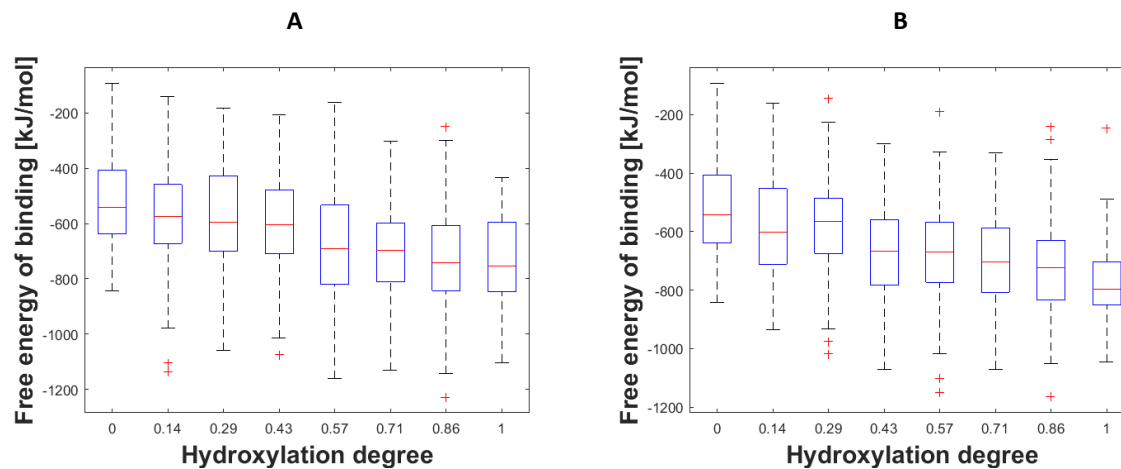 A
Free energy of binding [kJ/mol]
-200
-400
-600
-800
-1000
-1200
0 0.14 0.29 0.43 0.57 0.71 0.86 1
Hydroxylation degree
B
Free energy of binding [kJ/mol]
-200
-400
-600
-800
-1000
-1200
0 0.14 0.29 0.43 0.57 0.71 0.86 1
Hydroxylation degree